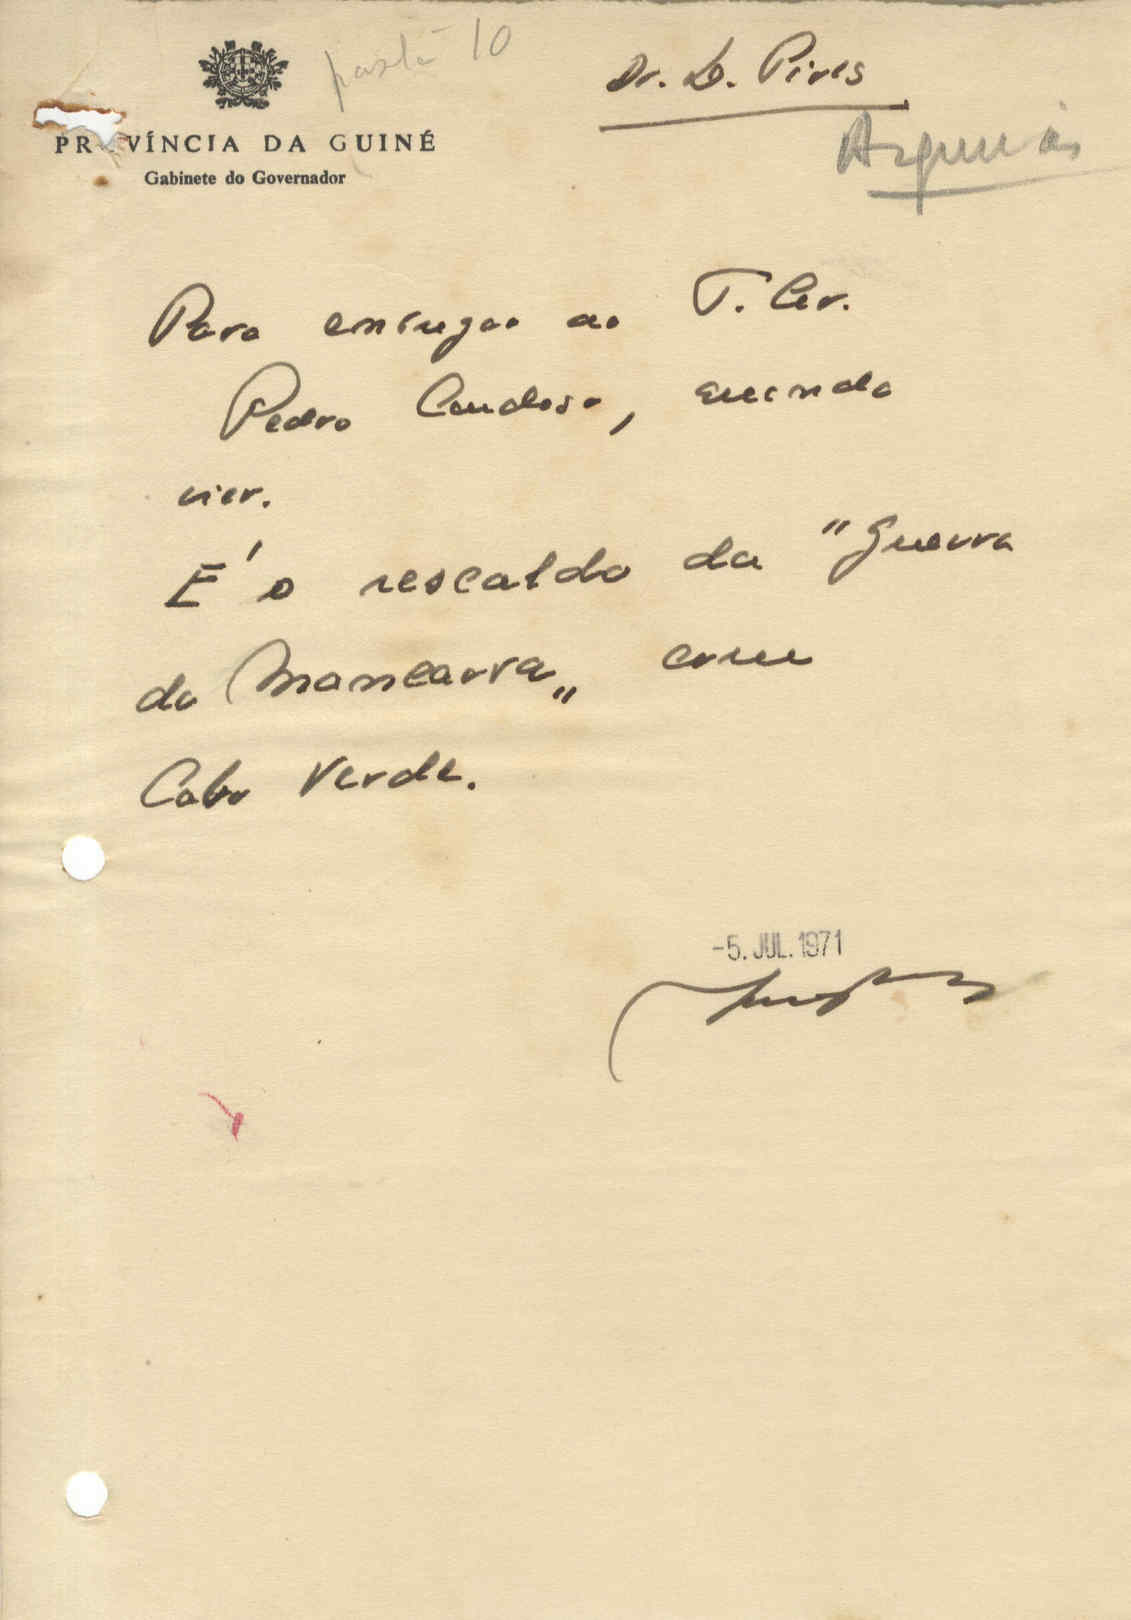 pasta 10
Dr. D. Pires
PROVÍNCIA DA GUINÉ
Gabinete do Governador
Para entregar ao T. Cor.
Pedro Cardoso, quando
vier.
É o rescaldo da "Guerra
da Mancarra" com
Cabo Verde.
-5. JUL. 1971